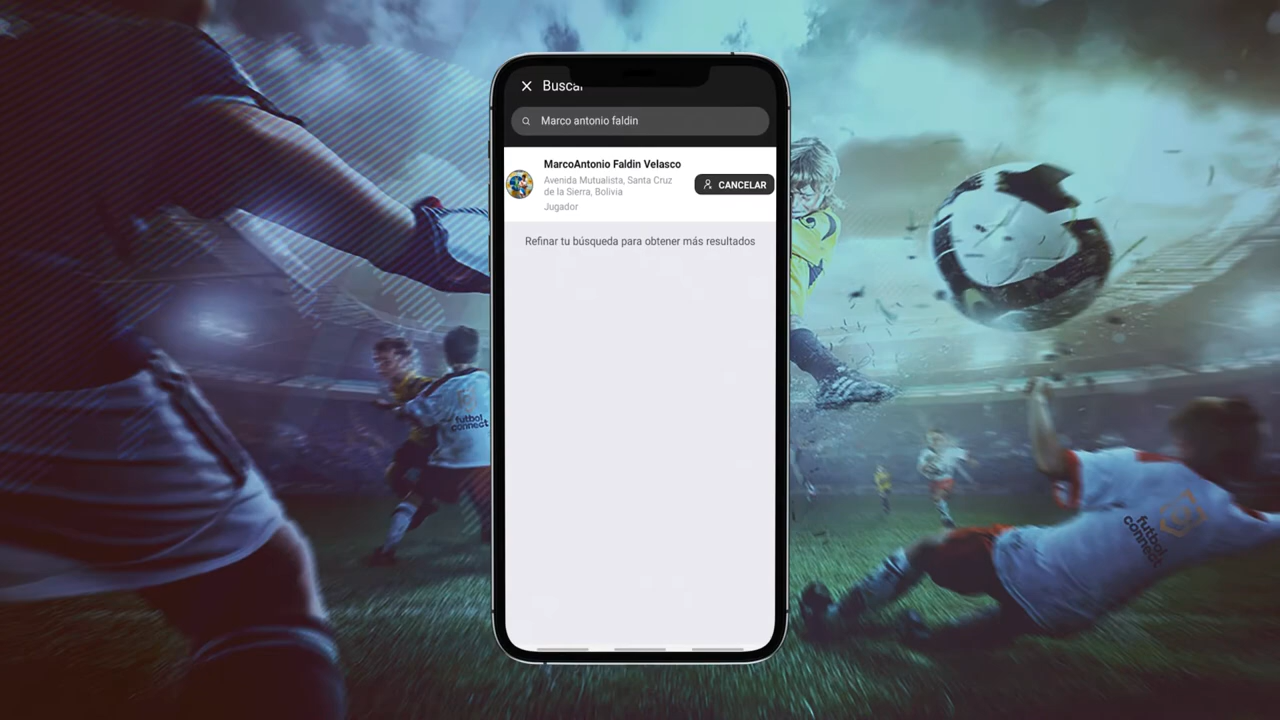 Buscar
Marco antonio faldin
MarcoAntonio Faldin Velasco
Avenida Mutualista, Santa Cruz
de la Sierra, Bolivia
CANCELAR
Jugador
Refinar tu búsqueda para obtener más resultados
futbol
connect
futbol
connect